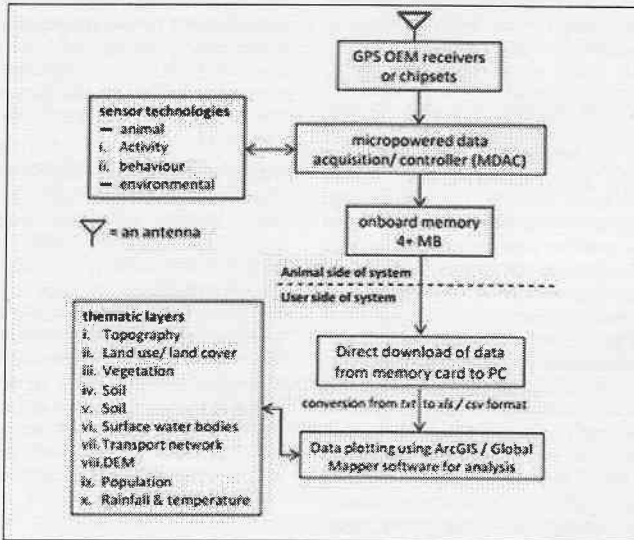 GPS OEM receivers
or chipsets
sensor technologies
— animal
i. Activity
ii. behaviour
— environmental
micropowered data
acquisition/ controller (MDAC)
= an antenna
onboard memory
4+ MB
Animal side of system
User side of system
thematic layers
i. Topography
ii. Land use/ land cover
iii. Vegetation
iv. Soil
v. Soil
vi. Surface water bodies
vii. Transport network
viii. DEM
ix. Population
x. Rainfall & temperature
Direct download of data
from memory card to PC
conversion from txt to xls / csv format
Data plotting using ArcGIS / Global
Mapper software for analysis